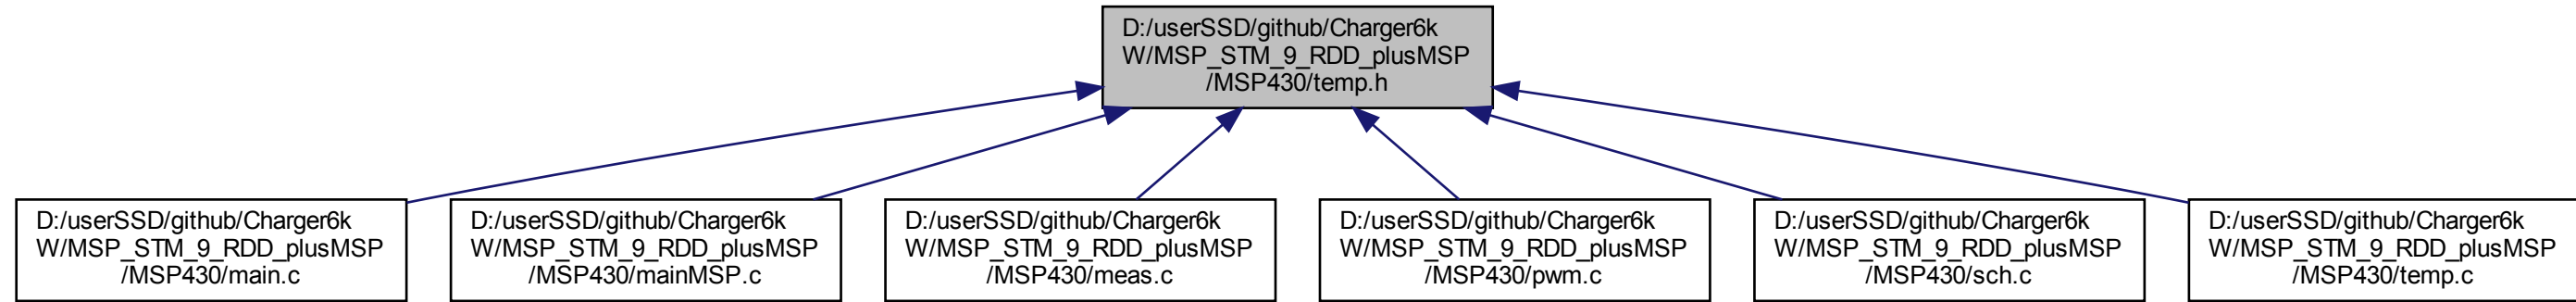 D:/userSSD/github/Charger6k
W/MSP_STM_9_RDD_plusMSP
/MSP430/temp.h
D:/userSSD/github/Charger6k
W/MSP_STM_9_RDD_plusMSP
/MSP430/main.c
D:/userSSD/github/Charger6k
W/MSP_STM_9_RDD_plusMSP
/MSP430/mainMSP.c
D:/userSSD/github/Charger6k
W/MSP_STM_9_RDD_plusMSP
/MSP430/meas.c
D:/userSSD/github/Charger6k
W/MSP_STM_9_RDD_plusMSP
/MSP430/pwm.c
D:/userSSD/github/Charger6k
W/MSP_STM_9_RDD_plusMSP
/MSP430/sch.c
D:/userSSD/github/Charger6k
W/MSP_STM_9_RDD_plusMSP
/MSP430/temp.c